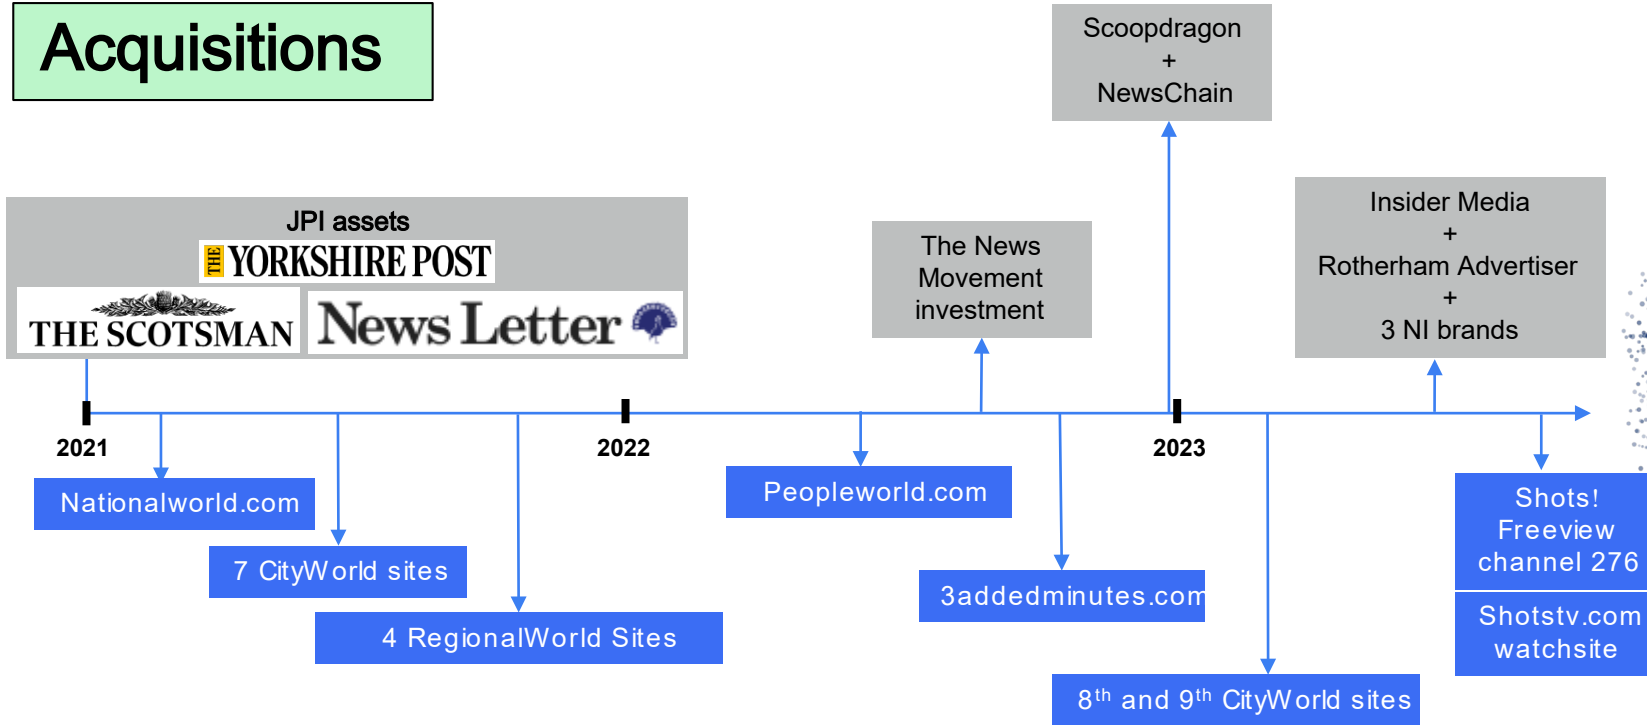 Acquisitions
Scoopdragon
+
NewsChain
JPI assets
THE YORKSHIRE POST
THE SCOTSMAN
News Letter
The News
Movement
investment
Insider Media
+
Rotherham Advertiser
+
3 NI brands
2021
2022
2023
Nationalworld.com
7 CityWorld sites
4 RegionalWorld Sites
Peopleworld.com
3addedminutes.com
8th and 9th CityWorld sites
Shots!
Freeview
channel 276
Shotstv.com
watchsite